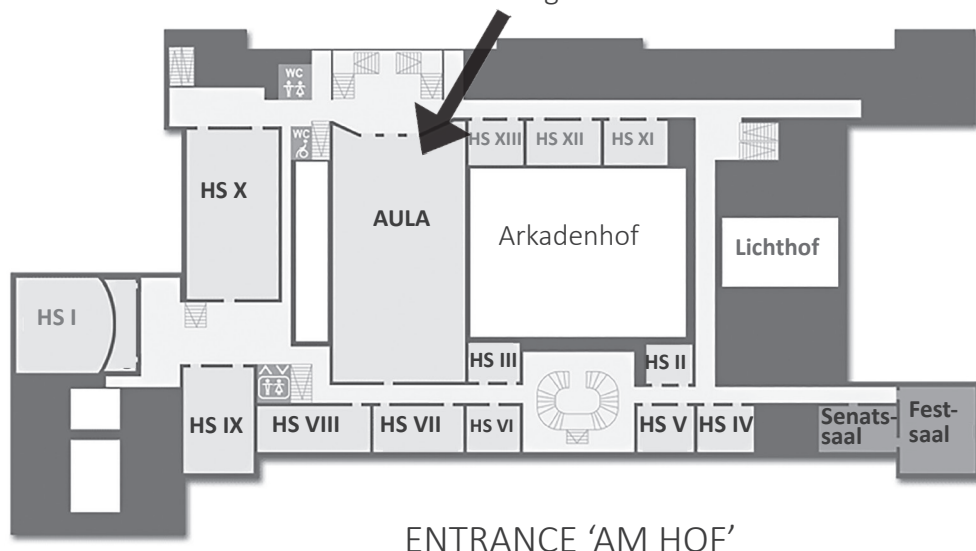 WC
WC
HS XIII HS XII HS XI
HS X
AULA
Arkadenhof
Lichthof
HS I
HS III
HS II
HS IX
HS VIII
HS VII
HS VI
HS V
HS IV
Senats-
saal
Fest-
saal
ENTRANCE ‘AM HOF’